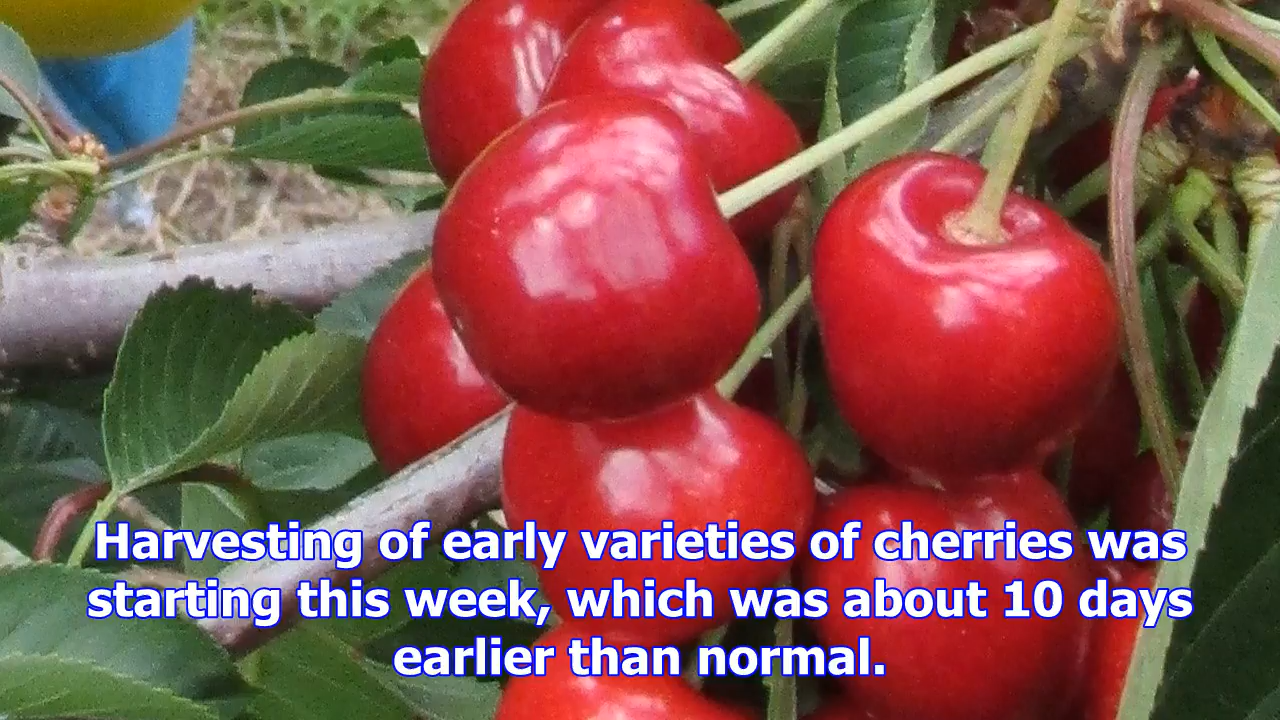 Harvesting of early varieties of cherries was
starting this week, which was about 10 days
earlier than normal.